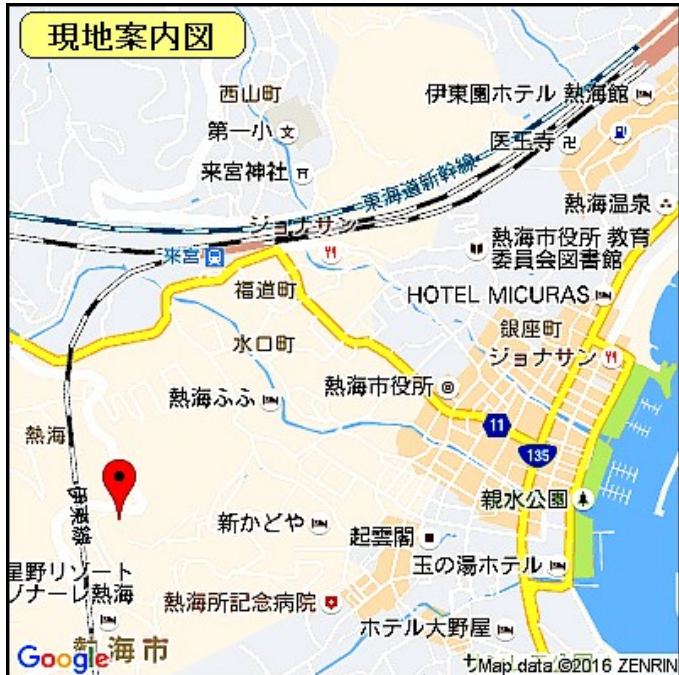 現地案内図
西山町
伊東園ホテル 熱海館
第一小
医王寺
来宮神社
東海道新幹線
熱海温泉
ジョナサン
熱海市役所 教育
委員会図書館
来宮
福道町
HOTEL MICURAS
銀座町
水口町
ジョナサン
熱海市役所
熱海ふふ
11
熱海
135
伊東線
親水公園
新かどや
起雲閣
星野リゾート
玉の湯ホテル
ゾナーレ熱海
熱海所記念病院
ホテル大野屋
熱海市
Google
Map data ©2016 ZENRIN